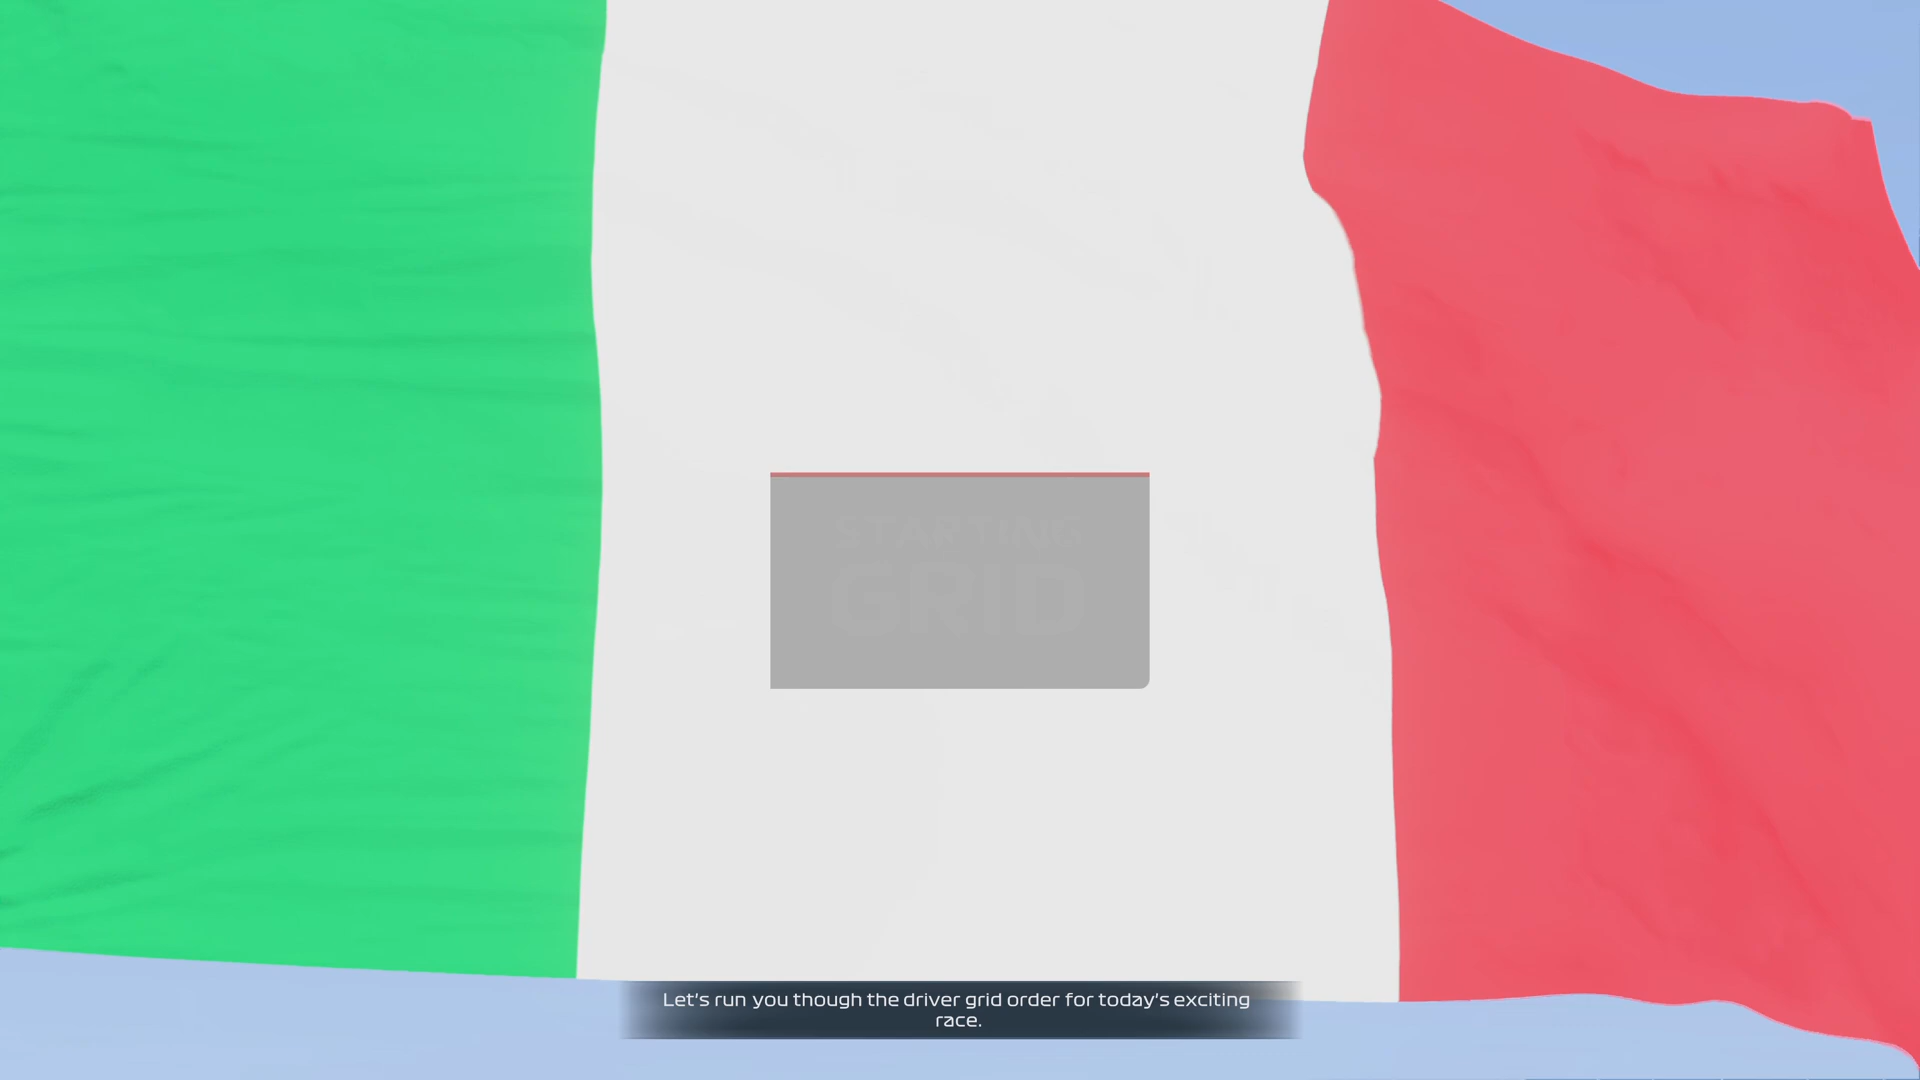 STARTING
GRID
Let's run you though the driver grid order for today's exciting
race.